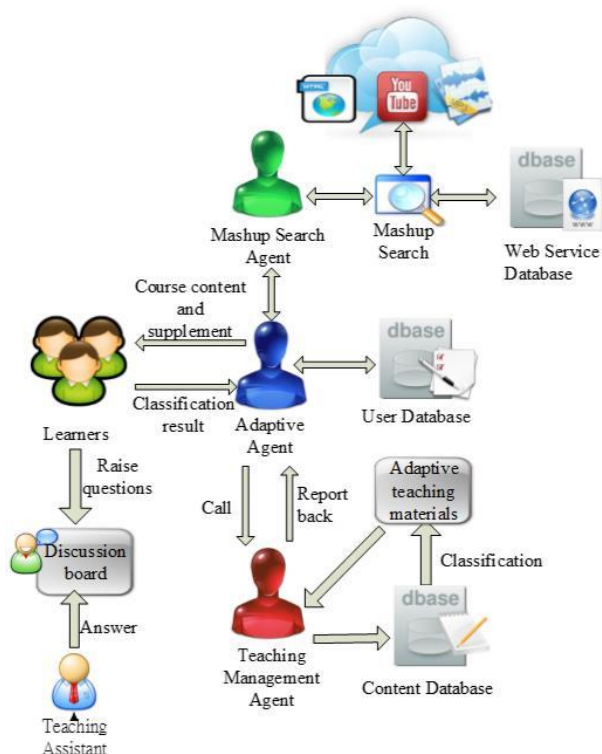 HTML
You
Tube
dbase
www
Mashup Search
Agent
Mashup
Search
Web Service
Database
Course content
and
supplement
dbase
Learners
Classification
result
Adaptive
Agent
User Database
Raise
questions
Call
Report
back
Adaptive
teaching
materials
Discussion
board
Classification
dbase
Answer
Teaching
Management
Agent
Content Database
Teaching
Assistant